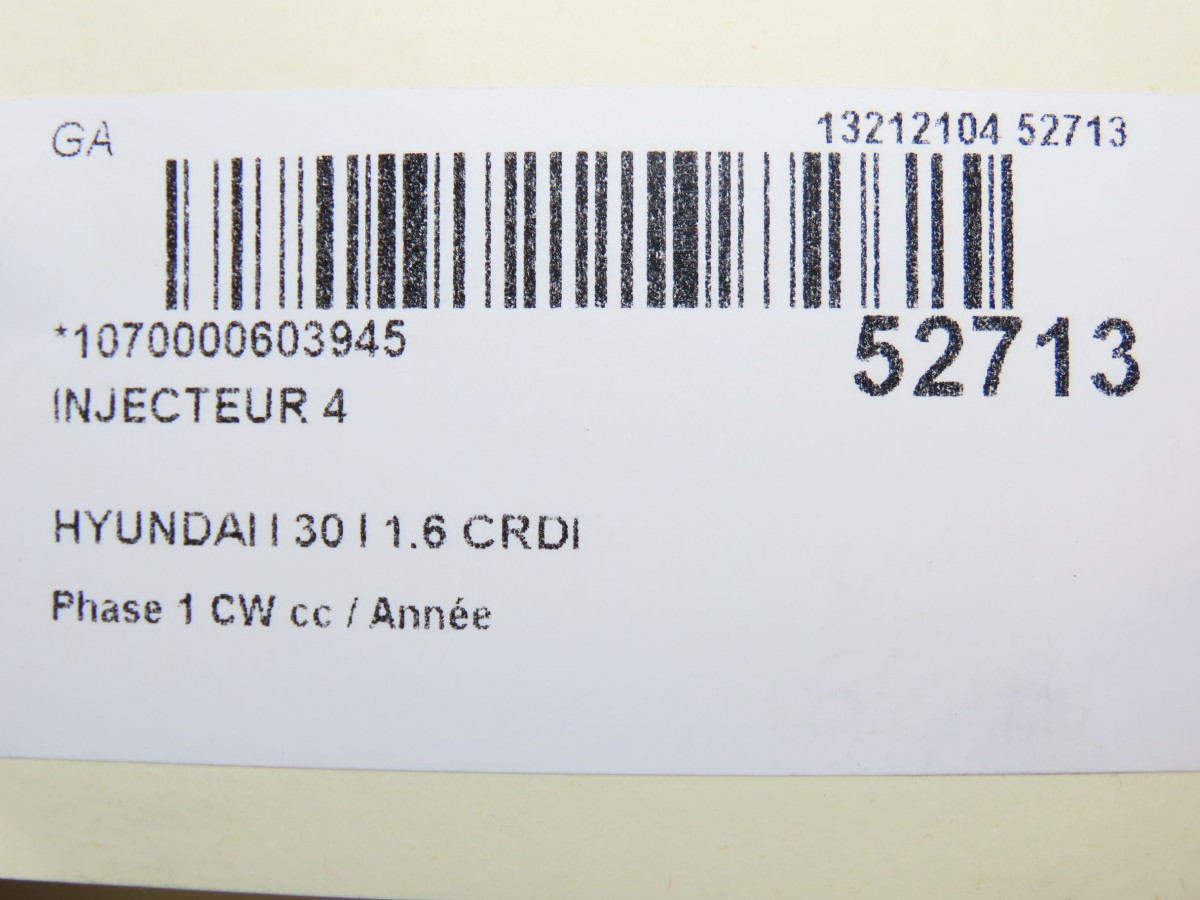 GA
13212104 52713
*1070000603945
52713
INJECTEUR 4
HYUNDAI I 30 I 1.6 CRDI
Phase 1 CW cc / Année